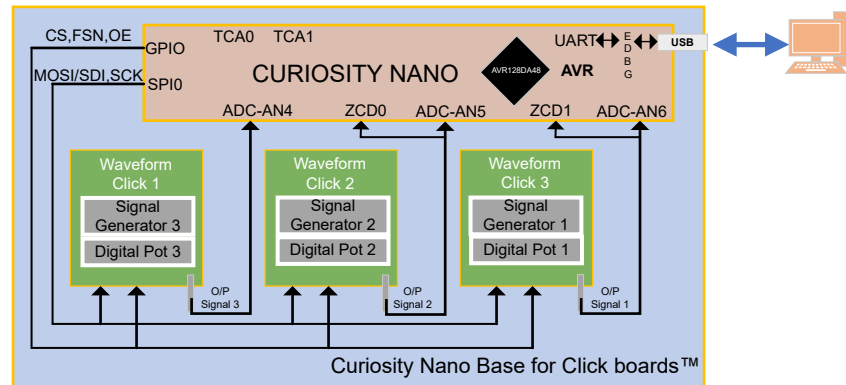 CS,FSN,OE
GPIO
TCA0 TCA1
UART
EDBG
USB
MOSI/SDI,SCK
SPI0
CURIOSITY NANO
AVR128DA48
AVR
ADC-AN4
ZCD0
ADC-AN5
ZCD1
ADC-AN6
Waveform
Click 1
Signal
Generator 3
Digital Pot 3
O/P
Signal 3
Waveform
Click 2
Signal
Generator 2
Digital Pot 2
O/P
Signal 2
Waveform
Click 3
Signal
Generator 1
Digital Pot 1
O/P
Signal 1
Curiosity Nano Base for Click boards™